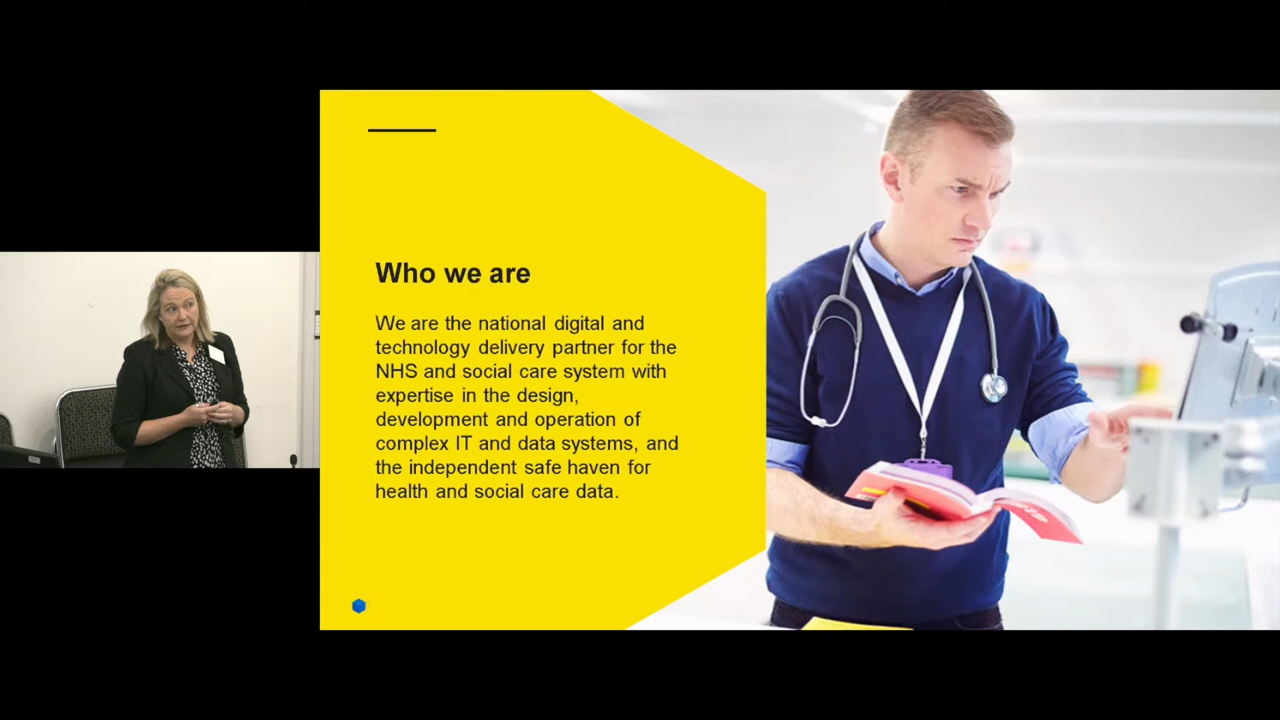 Who we are
We are the national digital and
technology delivery partner for the
NHS and social care system with
expertise in the design,
development and operation of
complex IT and data systems, and
the independent safe haven for
health and social care data.